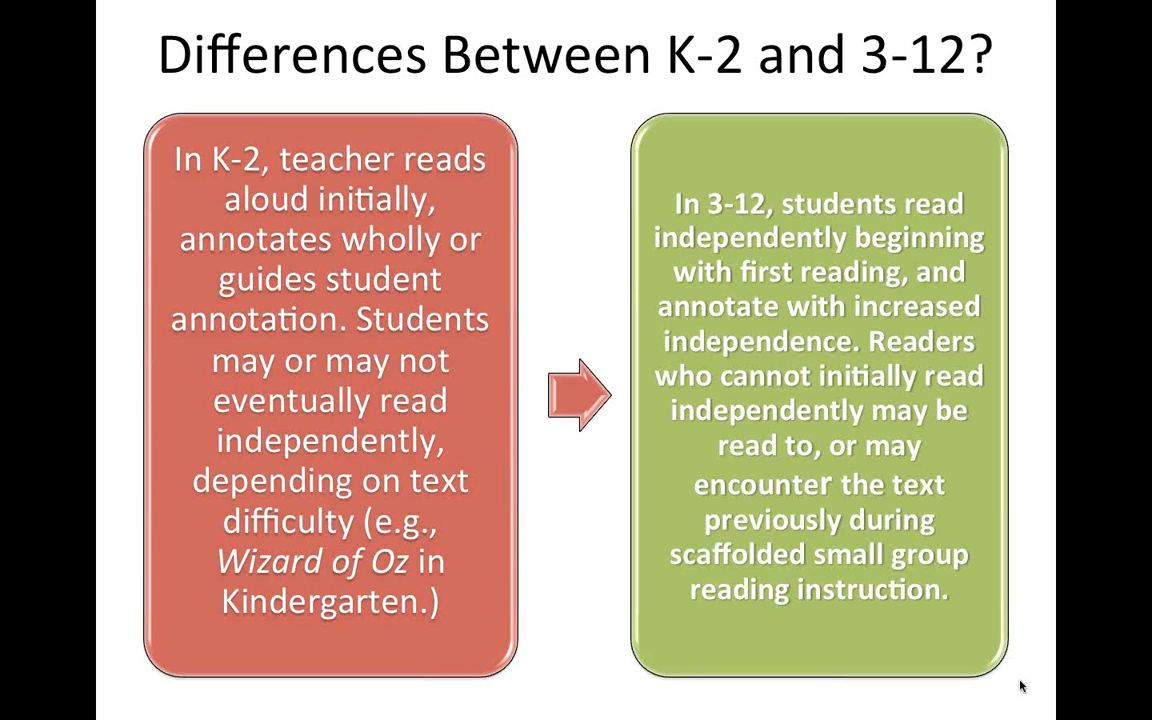 Differences Between K-2 and 3-12?
In K-2, teacher reads
aloud initially,
annotates wholly or
guides student
annotation. Students
may or may not
eventually read
independently,
depending on text
difficulty (e.g.,
Wizard of Oz in
Kindergarten.)
In 3-12, students read
independently beginning
with first reading, and
annotate with increased
independence. Readers
who cannot initially read
independently may be
read to, or may
encounter the text
previously during
scaffolded small group
reading instruction.